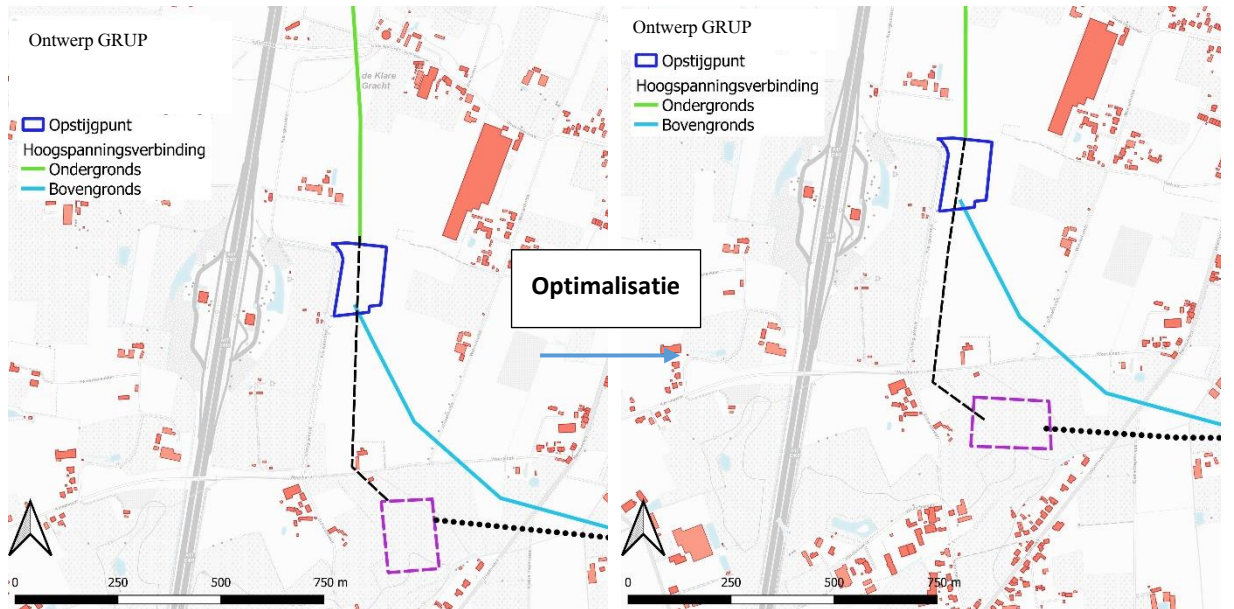 Ontwerp GRUP
Opstijgpunt
Hoogspanningsverbinding
Ondergronds
Bovengronds
de Klare
Gracht
0 250 500 750 m
Optimalisatie
Ontwerp GRUP
Opstijgpunt
Hoogspanningsverbinding
Ondergronds
Bovengronds
0 250 500 750 m